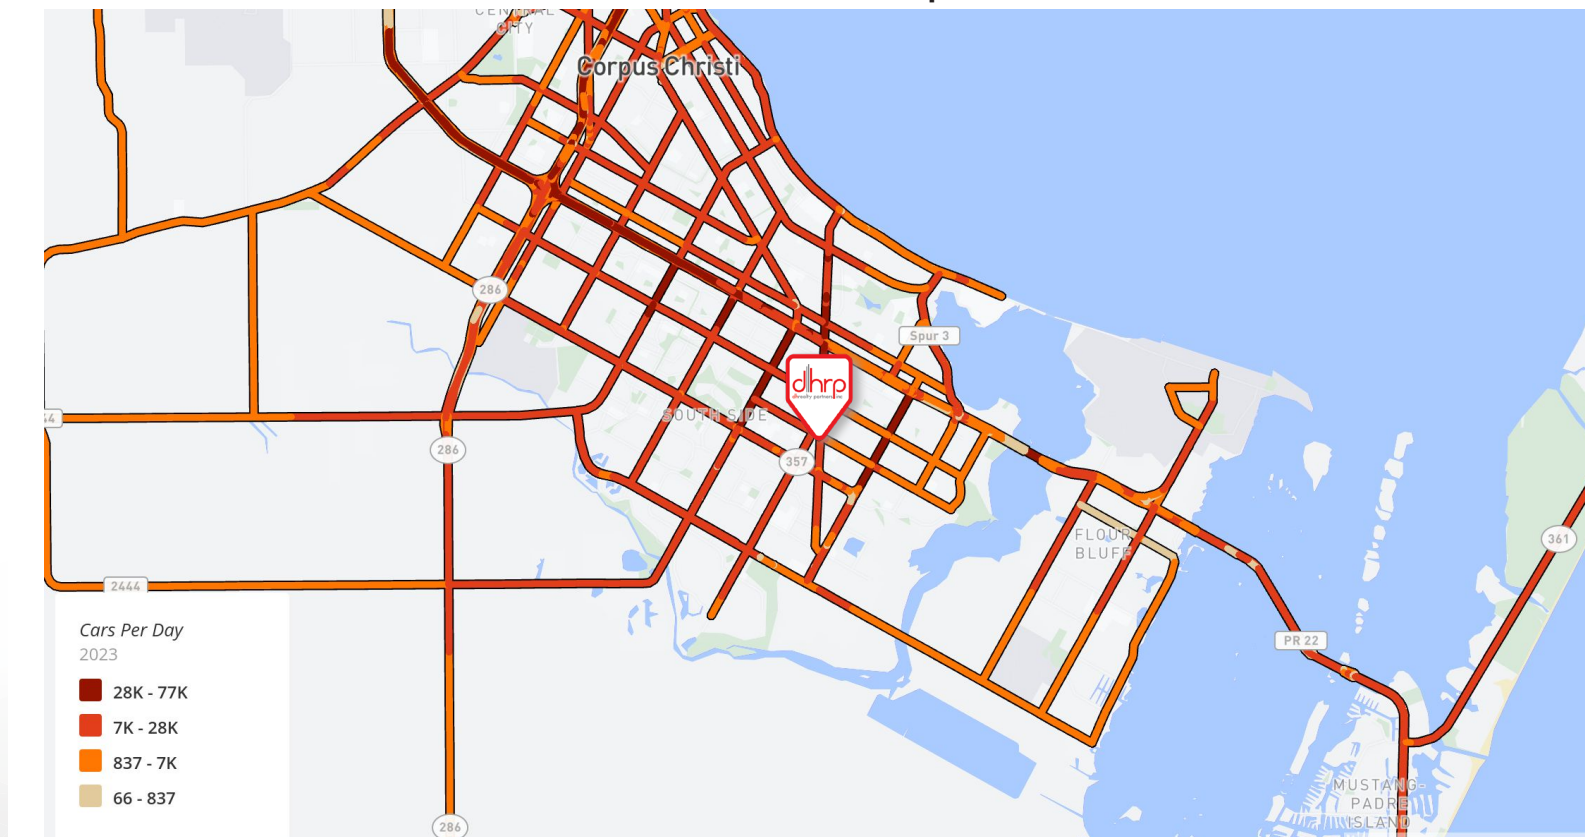 CENTRAL
CITY
Corpus Christi
286
Spur 3
dhrp
SOUTH SIDE
44
286
357
FLOUR
BLUFF
361
2444
PR 22
Cars Per Day
2023
28K - 77K
7K - 28K
837 - 7K
66 - 837
MUSTANG-
PADRE
ISLAND
286